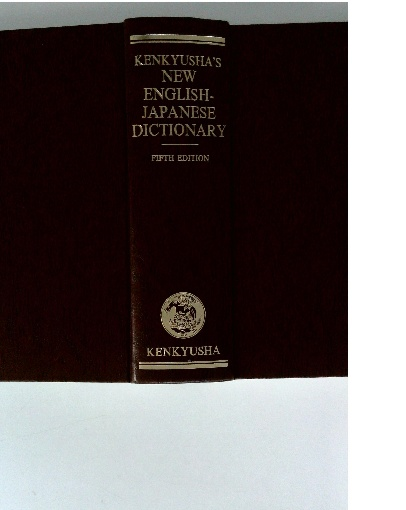 KENKYUSHA'S
NEW
ENGLISH-
JAPANESE
DICTIONARY
FIFTH EDITION
KENKYUSHA